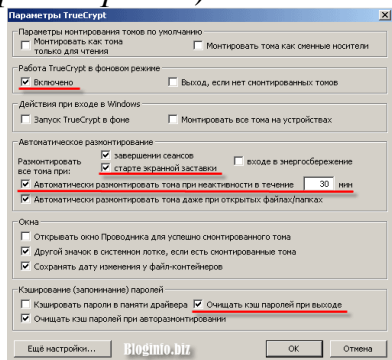 Параметры TrueCrypt
Параметры монтирования томов по умолчанию
Монтировать как тома только для чтения
Монтировать тома как сменные носители
Работа TrueCrypt в фоновом режиме
Включено
Выход, если нет смонтированных томов
Действия при входе в Windows
Запуск TrueCrypt в фоне
Монтировать все тома на устройствах
Автоматическое размонтирование
Размонтировать все тома при:
завершении сеансов
старте экранной заставки
входе в энергосбережение
Автоматически размонтировать тома при неактивности в течение 30 мин
Автоматически размонтировать тома даже при открытых файлах/папках
Окна
Открывать окно Проводника для успешно смонтированного тома
Другой значок в системном лотке, если есть смонтированные тома
Сохранять дату изменения у файл-контейнеров
Кэширование (запоминание) паролей
Кэшировать пароли в памяти драйвера
Очищать кэш паролей при выходе
Очищать кэш паролей при авторазмонтировании
Ещё настройки...
Bloginfo.biz
OK
Отмена